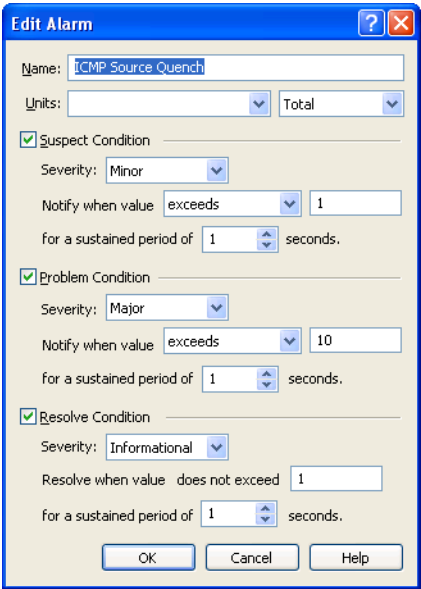 Edit Alarm
Name: ICMP Source Quench
Units: Total
Suspect Condition
Severity: Minor
Notify when value exceeds 1
for a sustained period of 1 seconds.
Problem Condition
Severity: Major
Notify when value exceeds 10
for a sustained period of 1 seconds.
Resolve Condition
Severity: Informational
Resolve when value does not exceed 1
for a sustained period of 1 seconds.
OK Cancel Help